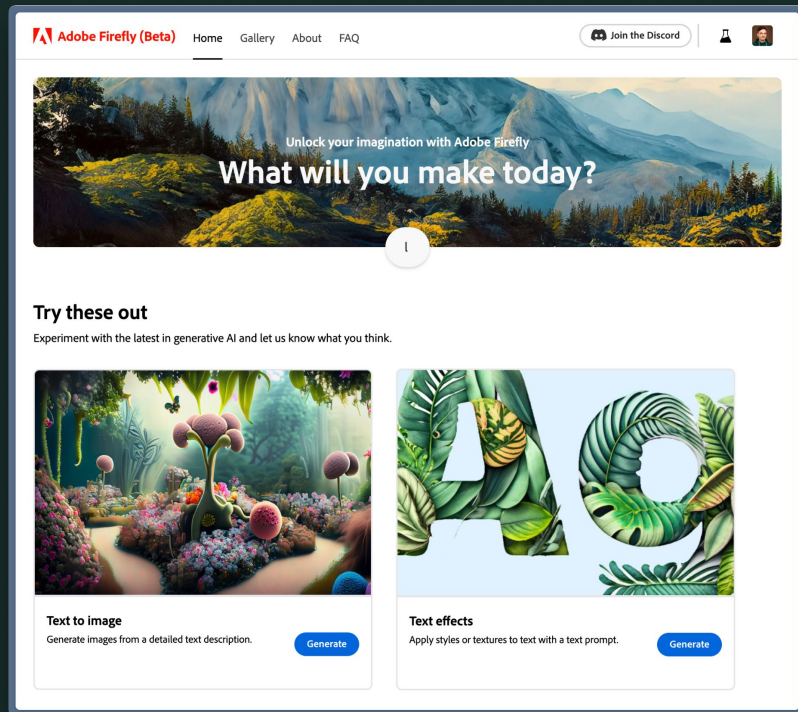 Adobe Firefly (Beta) Home Gallery About FAQ Join the Discord
Unlock your imagination with Adobe Firefly
What will you make today?
l
Try these out
Experiment with the latest in generative AI and let us know what you think.
Ag
Text to image
Generate images from a detailed text description.
Generate
Text effects
Apply styles or textures to text with a text prompt.
Generate